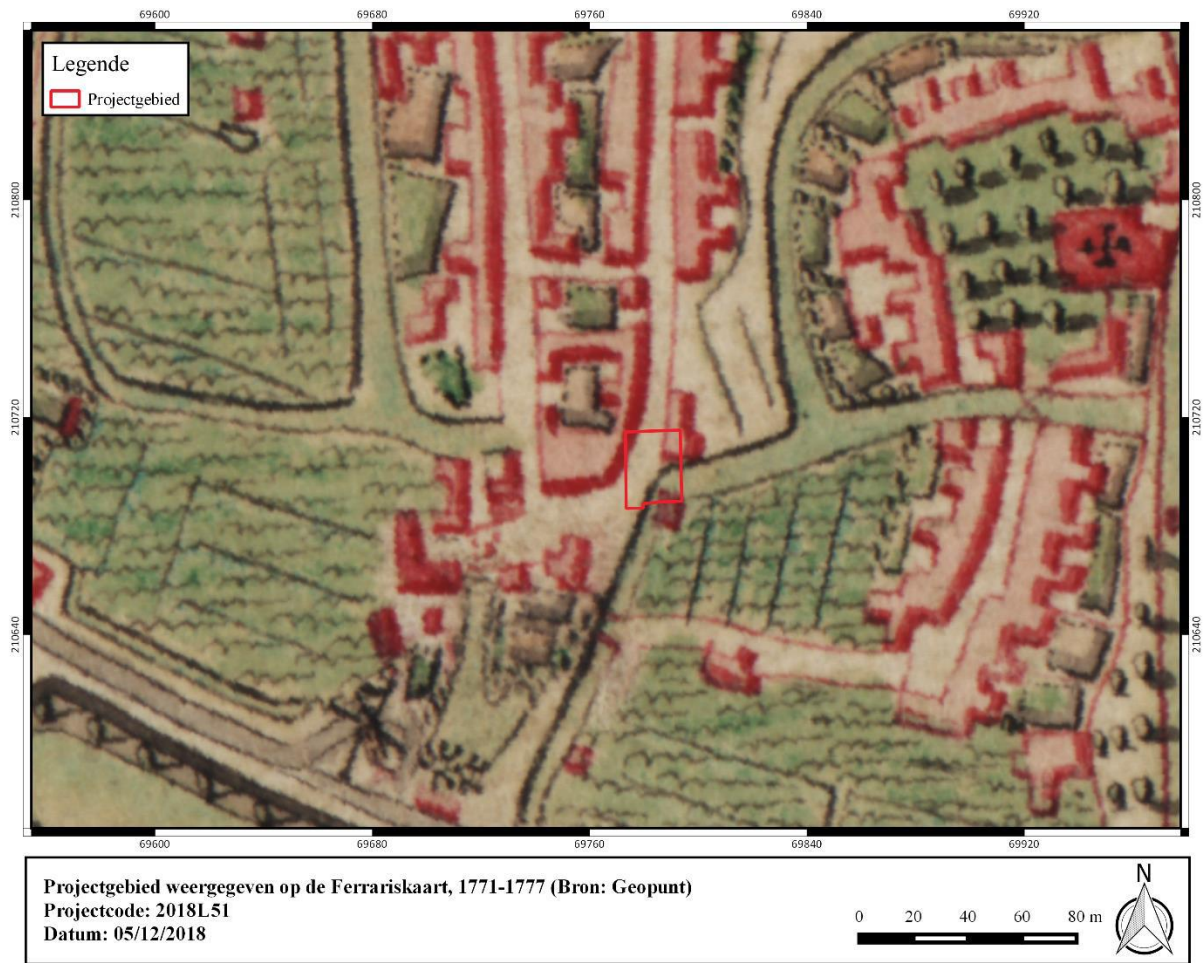 69600 69680 69760 69840 69920
Legende
Projectgebied
210800 210800
210720 210720
210640 210640
69600 69680 69760 69840 69920
Projectgebied weergegeven op de Ferrariskaart, 1771-1777 (Bron: Geopunt)
Projectcode: 2018L51
Datum: 05/12/2018
0 20 40 60 80 m
N